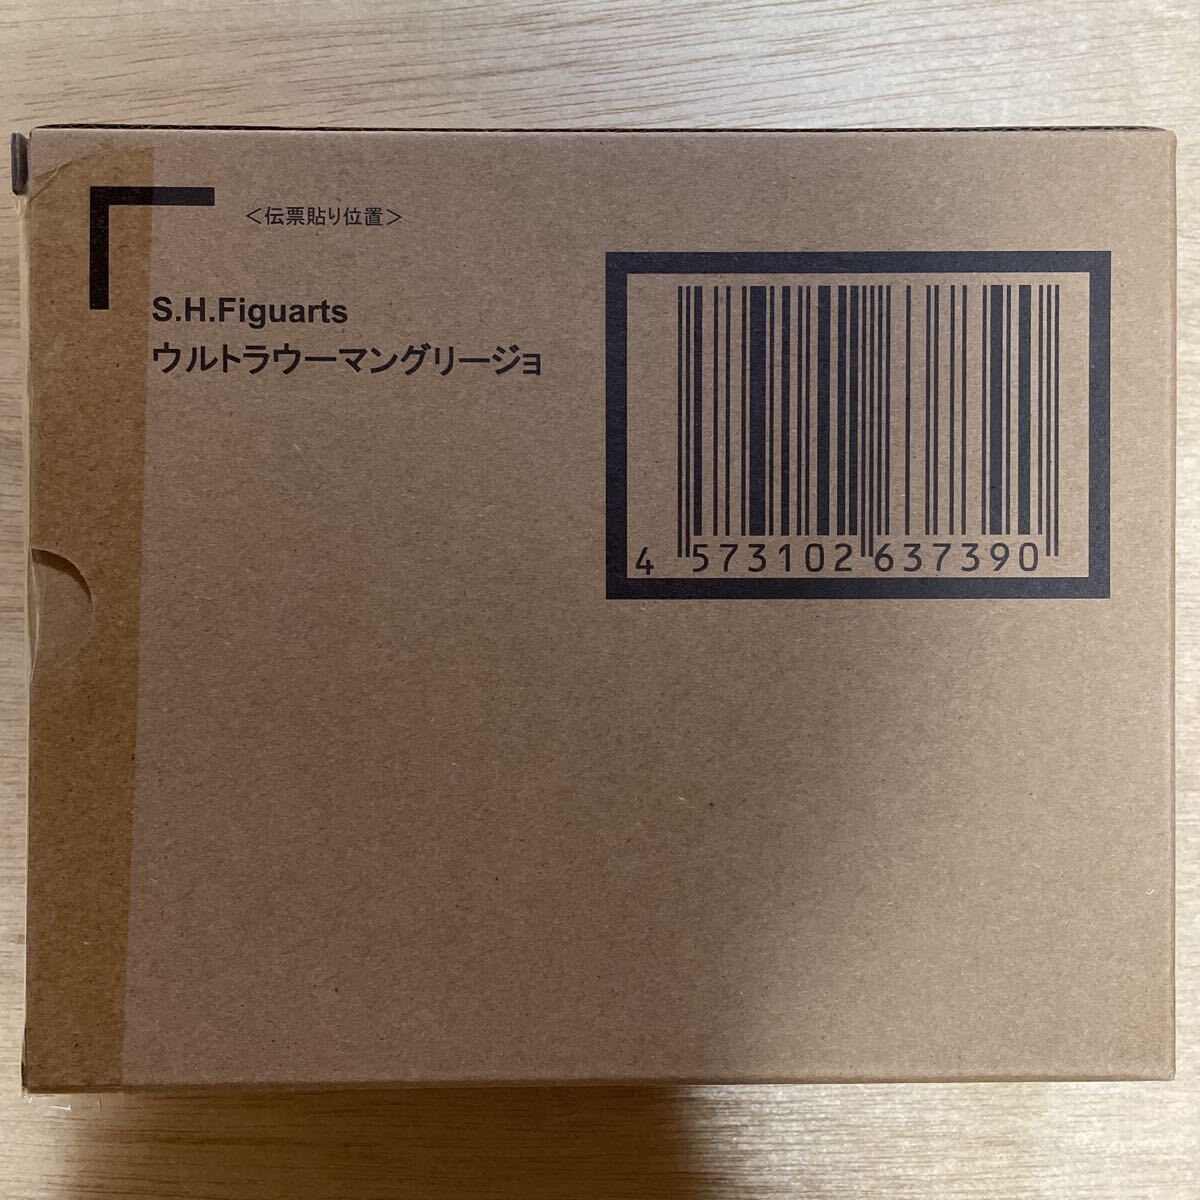 ＜伝票貼り位置＞
S.H.Figuarts
ウルトラウーマングリージョ
4 573102 637390